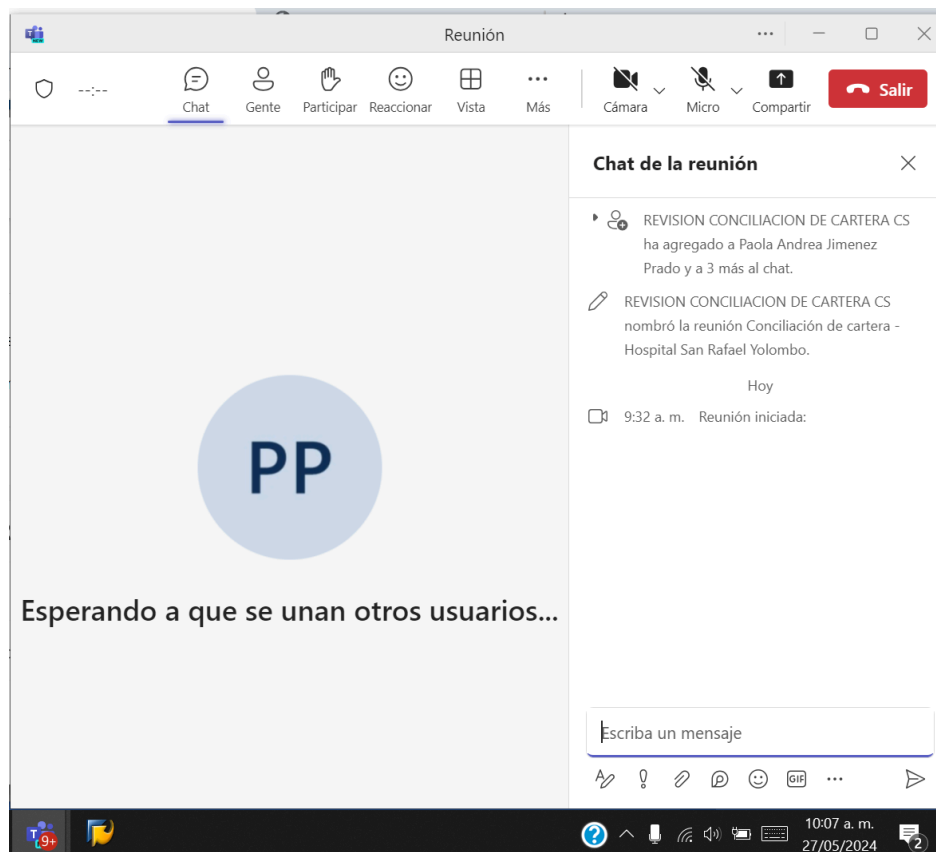 Reunión
--:--
Chat
Gente
Participar
Reaccionar
Vista
Más
Cámara
Micro
Compartir
Salir
Chat de la reunión
REVISION CONCILIACION DE CARTERA CS
ha agregado a Paola Andrea Jimenez
Prado y a 3 más al chat.
REVISION CONCILIACION DE CARTERA CS
nombró la reunión Conciliación de cartera -
Hospital San Rafael Yolombo.
Hoy
9:32 a. m. Reunión iniciada:
PP
Esperando a que se unan otros usuarios...
Escriba un mensaje
GIF
9+
10:07 a. m.
27/05/2024
2